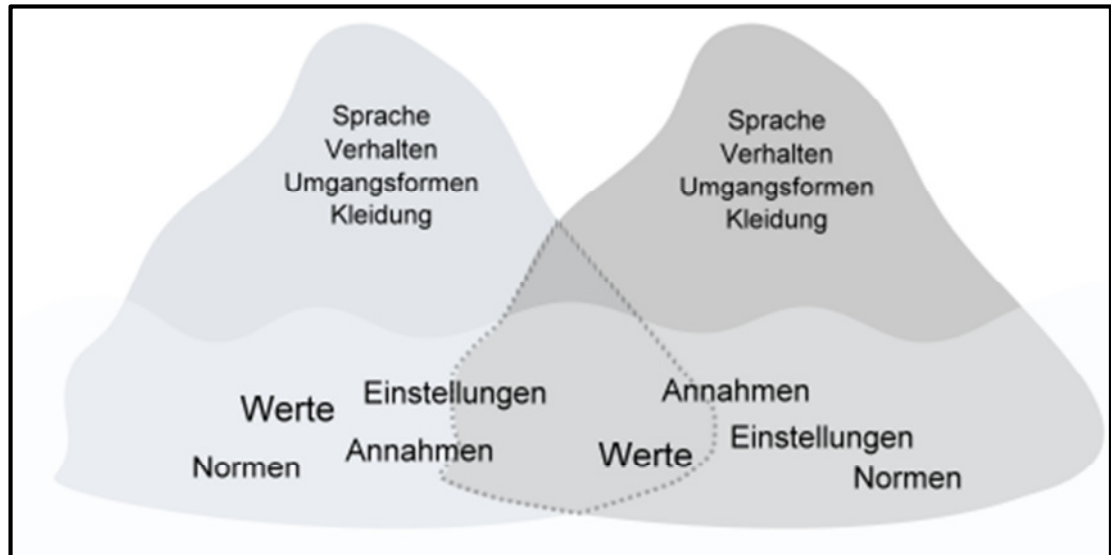 Sprache
Verhalten
Umgangsformen
Kleidung
Sprache
Verhalten
Umgangsformen
Kleidung
Werte
Einstellungen
Normen
Annahmen
Annahmen
Werte
Einstellungen
Normen